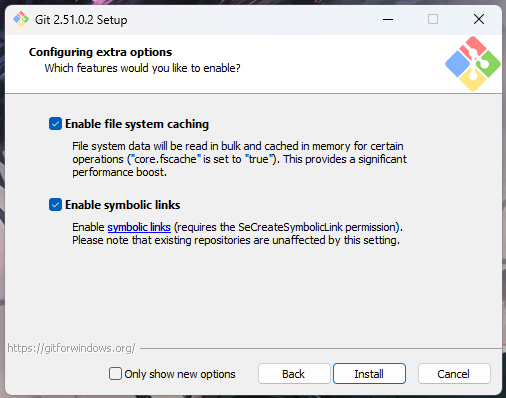 Git 2.51.0.2 Setup
Configuring extra options
Which features would you like to enable?
Enable file system caching
File system data will be read in bulk and cached in memory for certain
operations ("core.fscache" is set to "true"). This provides a significant
performance boost.
Enable symbolic links
Enable symbolic links (requires the SeCreateSymbolicLink permission).
Please note that existing repositories are unaffected by this setting.
https://gitforwindows.org/
Only show new options
Back
Install
Cancel